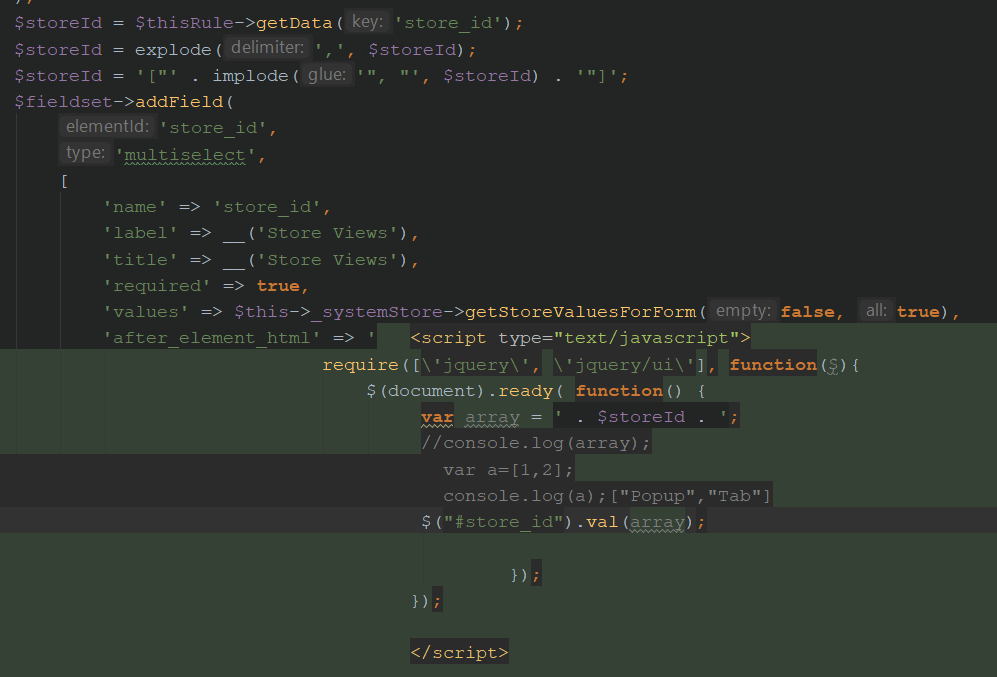 $storeId = $thisRule->getData( key: 'store_id');
$storeId = explode( delimiter: ',', $storeId);
$storeId = '["' . implode( glue: '", "', $storeId) . '"]';
$fieldset->addField(
elementId: 'store_id',
type: 'multiselect',
[
'name' => 'store_id',
'label' => __('Store Views'),
'title' => __('Store Views'),
'required' => true,
'values' => $this->_systemStore->getStoreValuesForForm( empty: false, all: true),
'after_element_html' => ' <script type="text/javascript">
require([\'jquery\', \'jquery/ui\'], function($){
$(document).ready( function() {
var array = ' . $storeId . ';
//console.log(array);
var a=[1,2];
console.log(a);["Popup","Tab"]
$("#store_id").val(array);
});
});
</script>